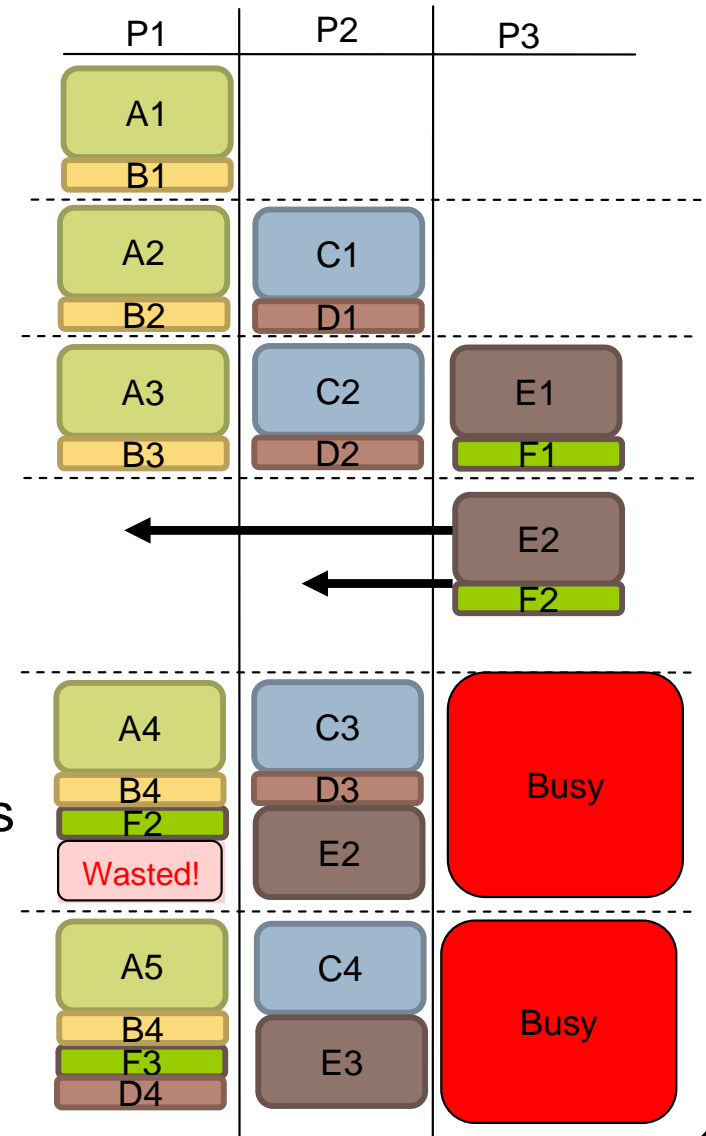 P1 P2 P3
A1
B1
A2 C1
B2 D1
A3 C2 E1
B3 D2 F1
E2
F2
A4 C3 Busy
B4 D3
s
F2 E2
Wasted!
A5 C4 Busy
B4
F3 E3
D4